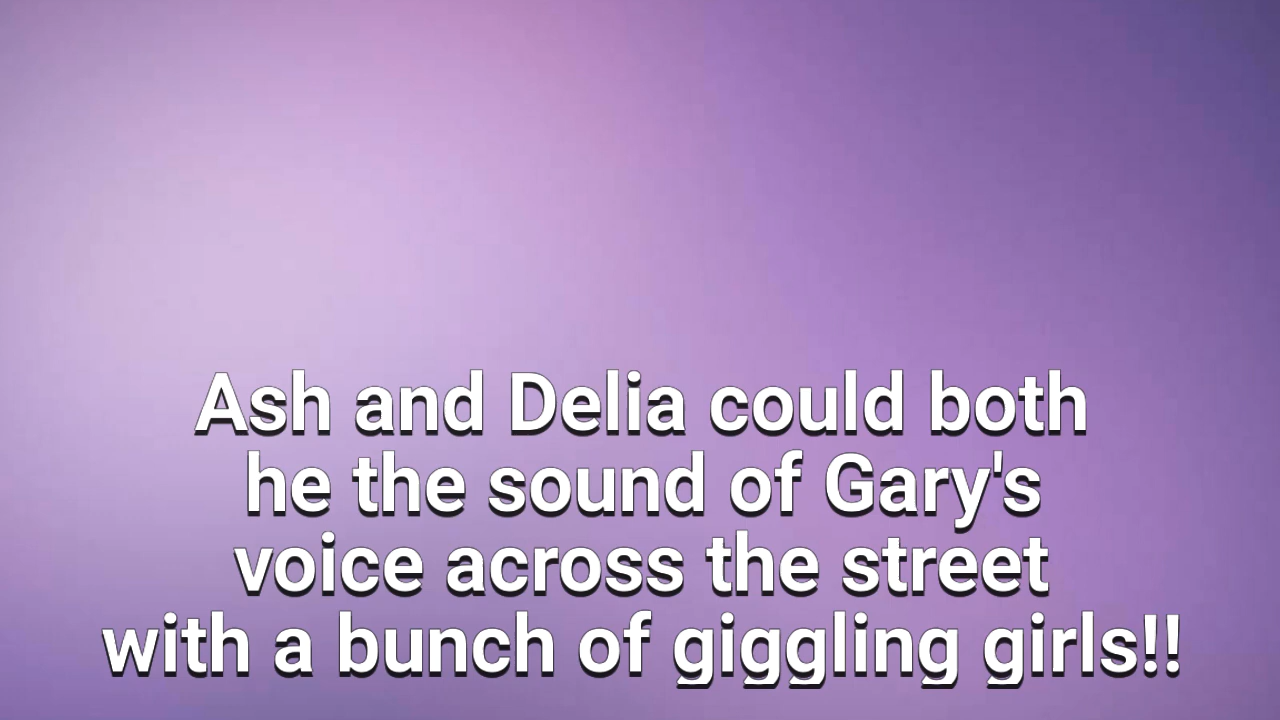 Ash and Delia could both
he the sound of Gary's
voice across the street
with a bunch of giggling girls!!